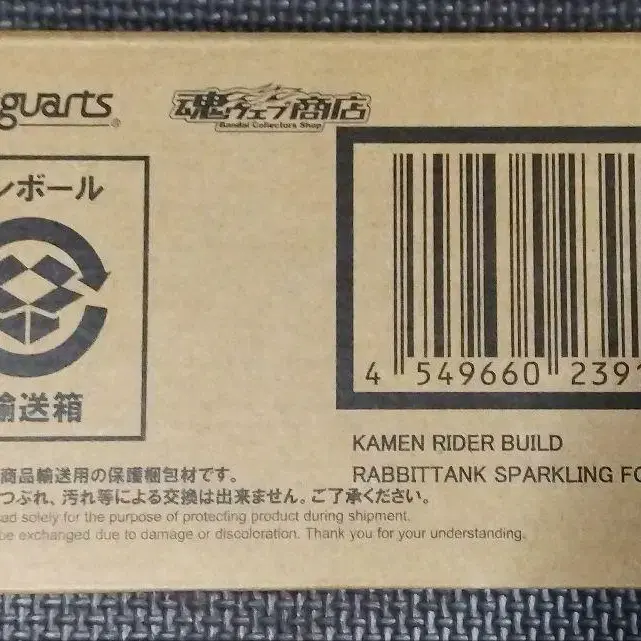 guarts®
魂ウェブ商店
Bandai Collectors Shop
ンボール
輸送箱
4 549660 2391
KAMEN RIDER BUILD
RABBITTANK SPARKLING FO
商品輸送用の保護梱包材です。
つぶれ、汚れ等による交換は出来ません。ご了承ください。
solely for the purpose of protecting product during shipment.
be exchanged due to damage or discoloration. Thank you for your understanding.